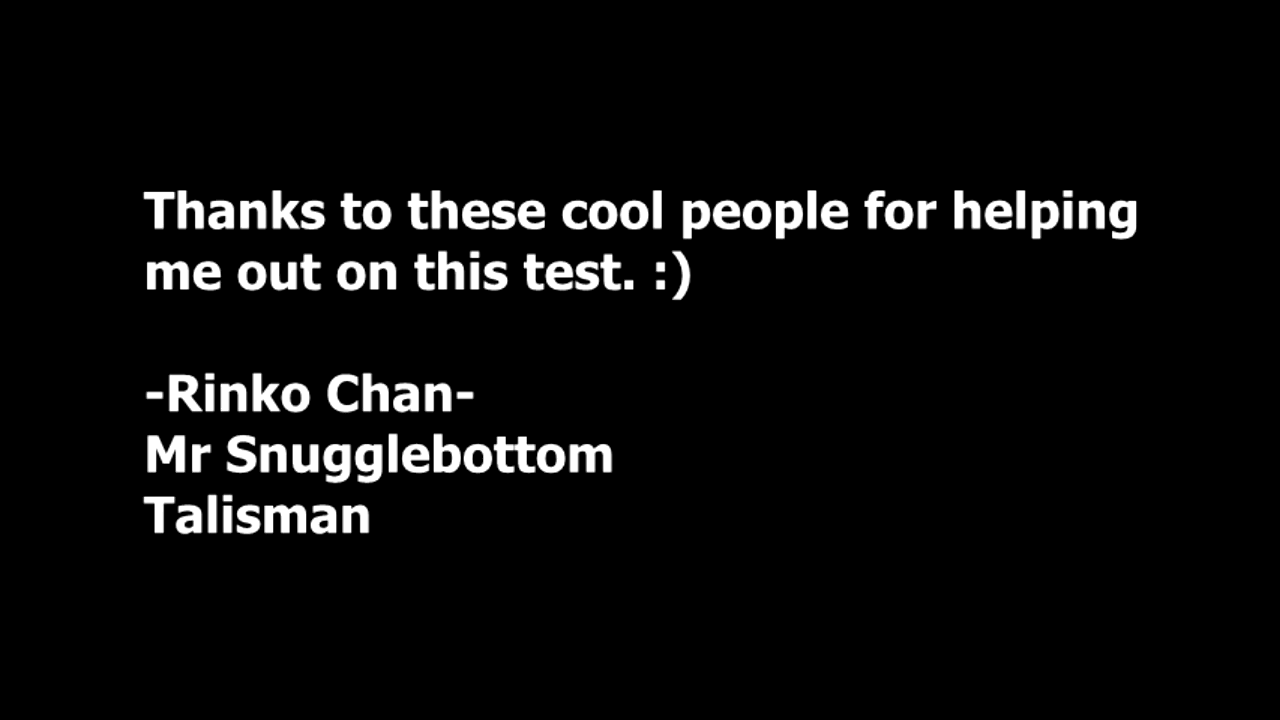 Thanks to these cool people for helping
me out on this test. :)
-Rinko Chan-
Mr Snugglebottom
Talisman